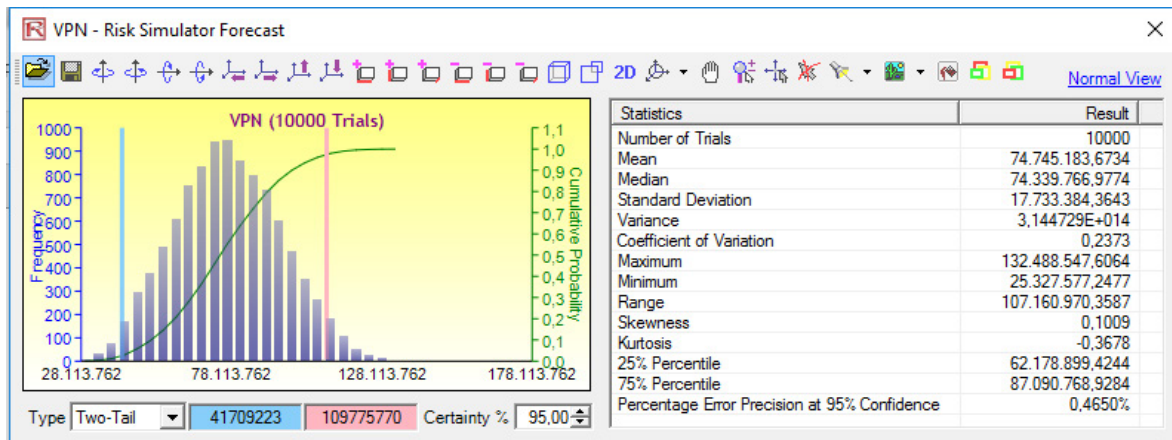 VPN - Risk Simulator Forecast
2D
Normal View
VPN (10000 Trials)
1000
900
800
700
600
500
400
300
200
100
0
Frequency
1,1
1,0
0,9
0,8
0,7
0,6
0,5
0,4
0,3
0,2
0,1
0,0
Cumulative Probability
28.113.762 78.113.762 128.113.762 178.113.762
Type Two-Tail 41709223 109775770 Certainty % 95,00
Statistics Result
Number of Trials 10000
Mean 74.745.183,6734
Median 74.339.766,9774
Standard Deviation 17.733.384,3643
Variance 3,144729E+014
Coefficient of Variation 0,2373
Maximum 132.488.547,6064
Minimum 25.327.577,2477
Range 107.160.970,3587
Skewness 0,1009
Kurtosis -0,3678
25% Percentile 62.178.899,4244
75% Percentile 87.090.768,9284
Percentage Error Precision at 95% Confidence 0,4650%